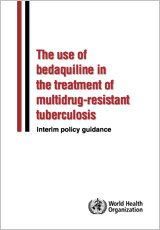 The use of
bedaquiline in
the treatment of
multidrug-resistant
tuberculosis
Interim policy guidance
World Health
Organization